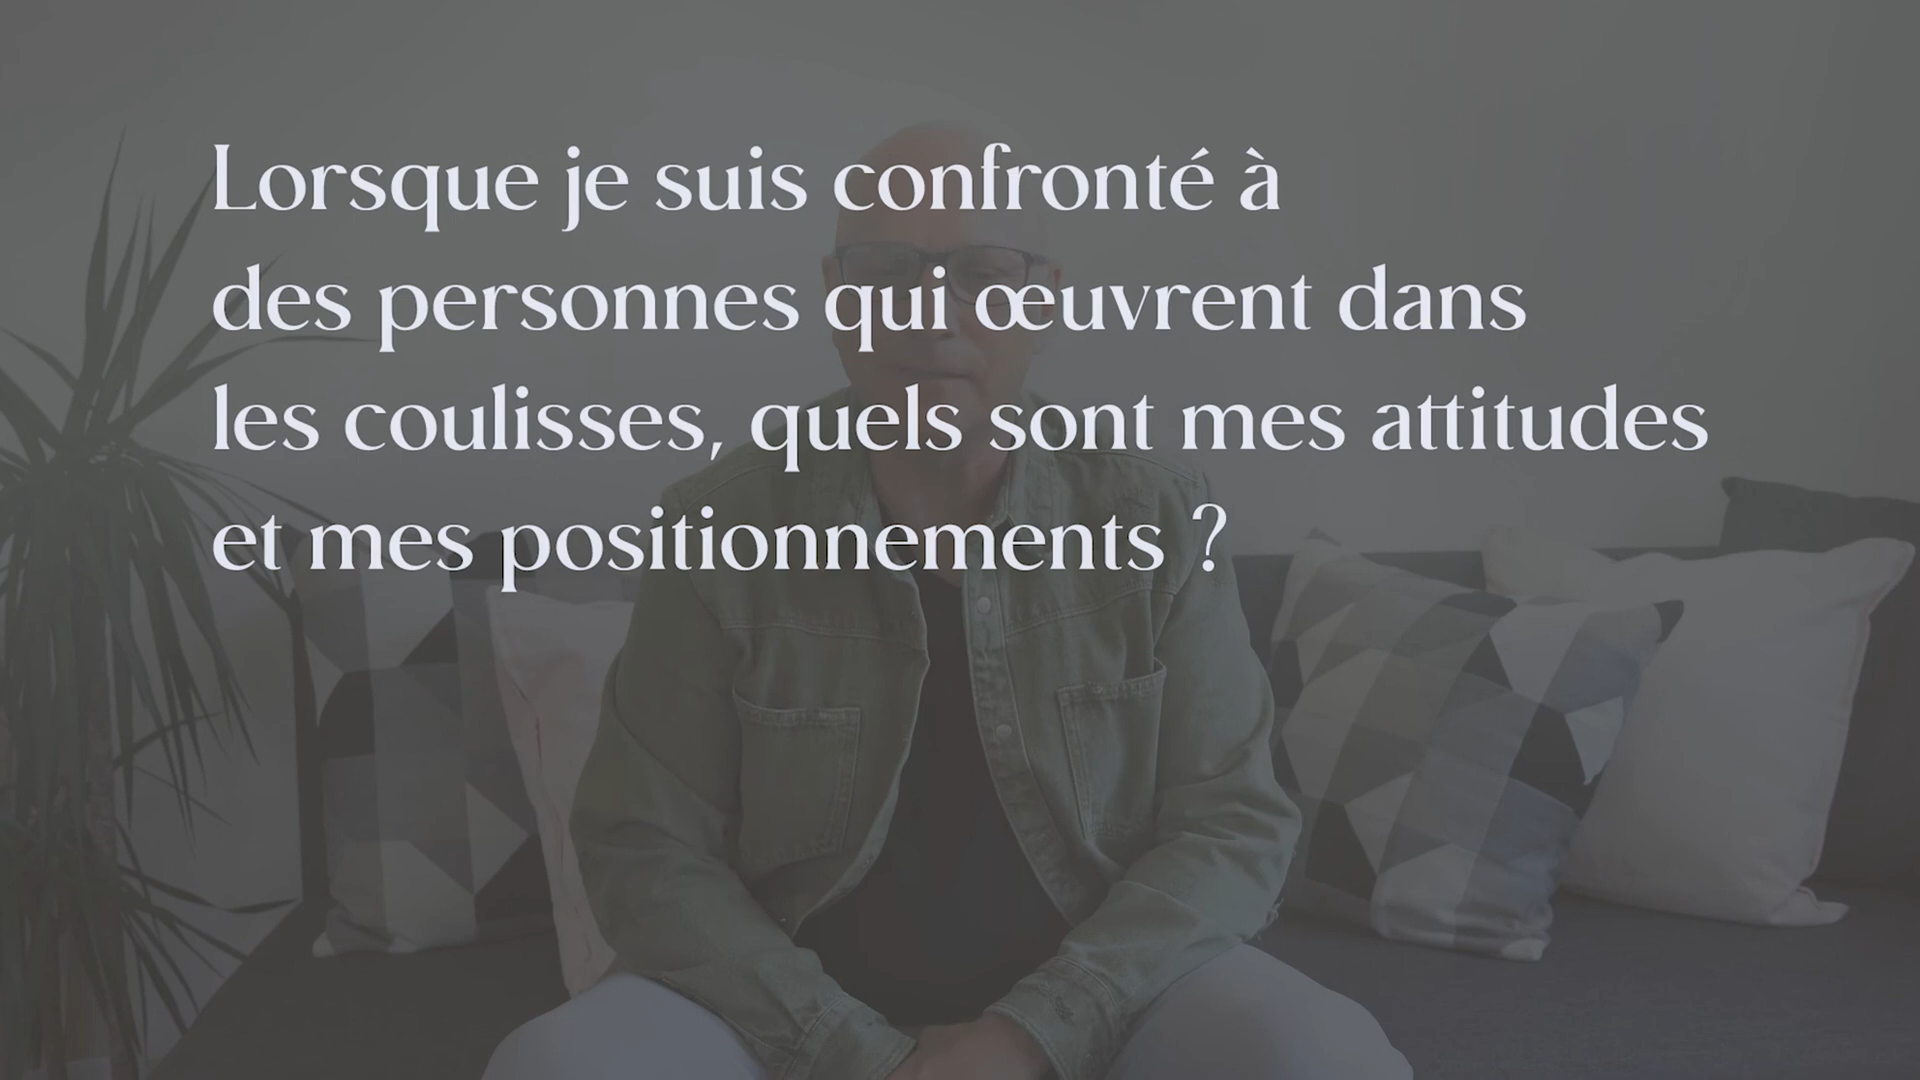 Lorsque je suis confronté à
des personnes qui œuvrent dans
les coulisses, quels sont mes attitudes
et mes positionnements ?